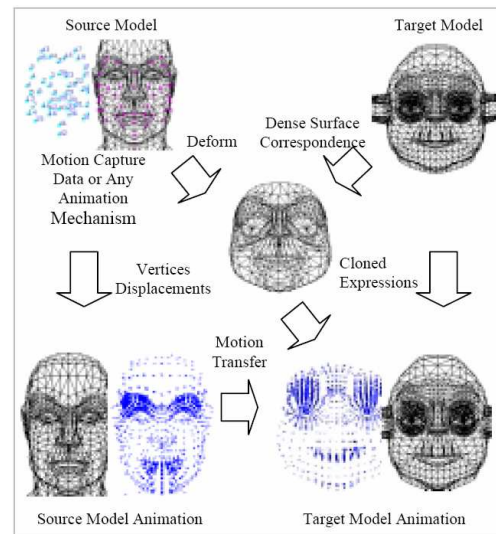 Source Model
Target Model
Deform
Dense Surface
Correspondence
Motion Capture
Data or Any
Animation
Mechanism
Vertices
Displacements
Cloned
Expressions
Motion
Transfer
Source Model Animation
Target Model Animation